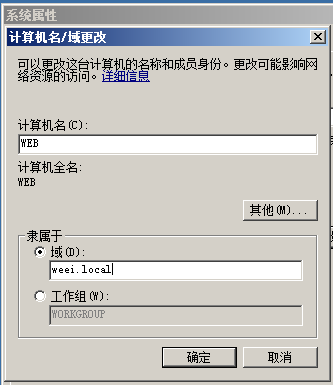 系统属性
计算机名/域更改
可以更改这台计算机的名称和成员身份。更改可能影响网
络资源的访问。详细信息
计算机名(C):
WEB
计算机全名:
WEB
其他(M)...
隶属于
域(D):
weei.local
工作组(W):
WORKGROUP
确定
取消